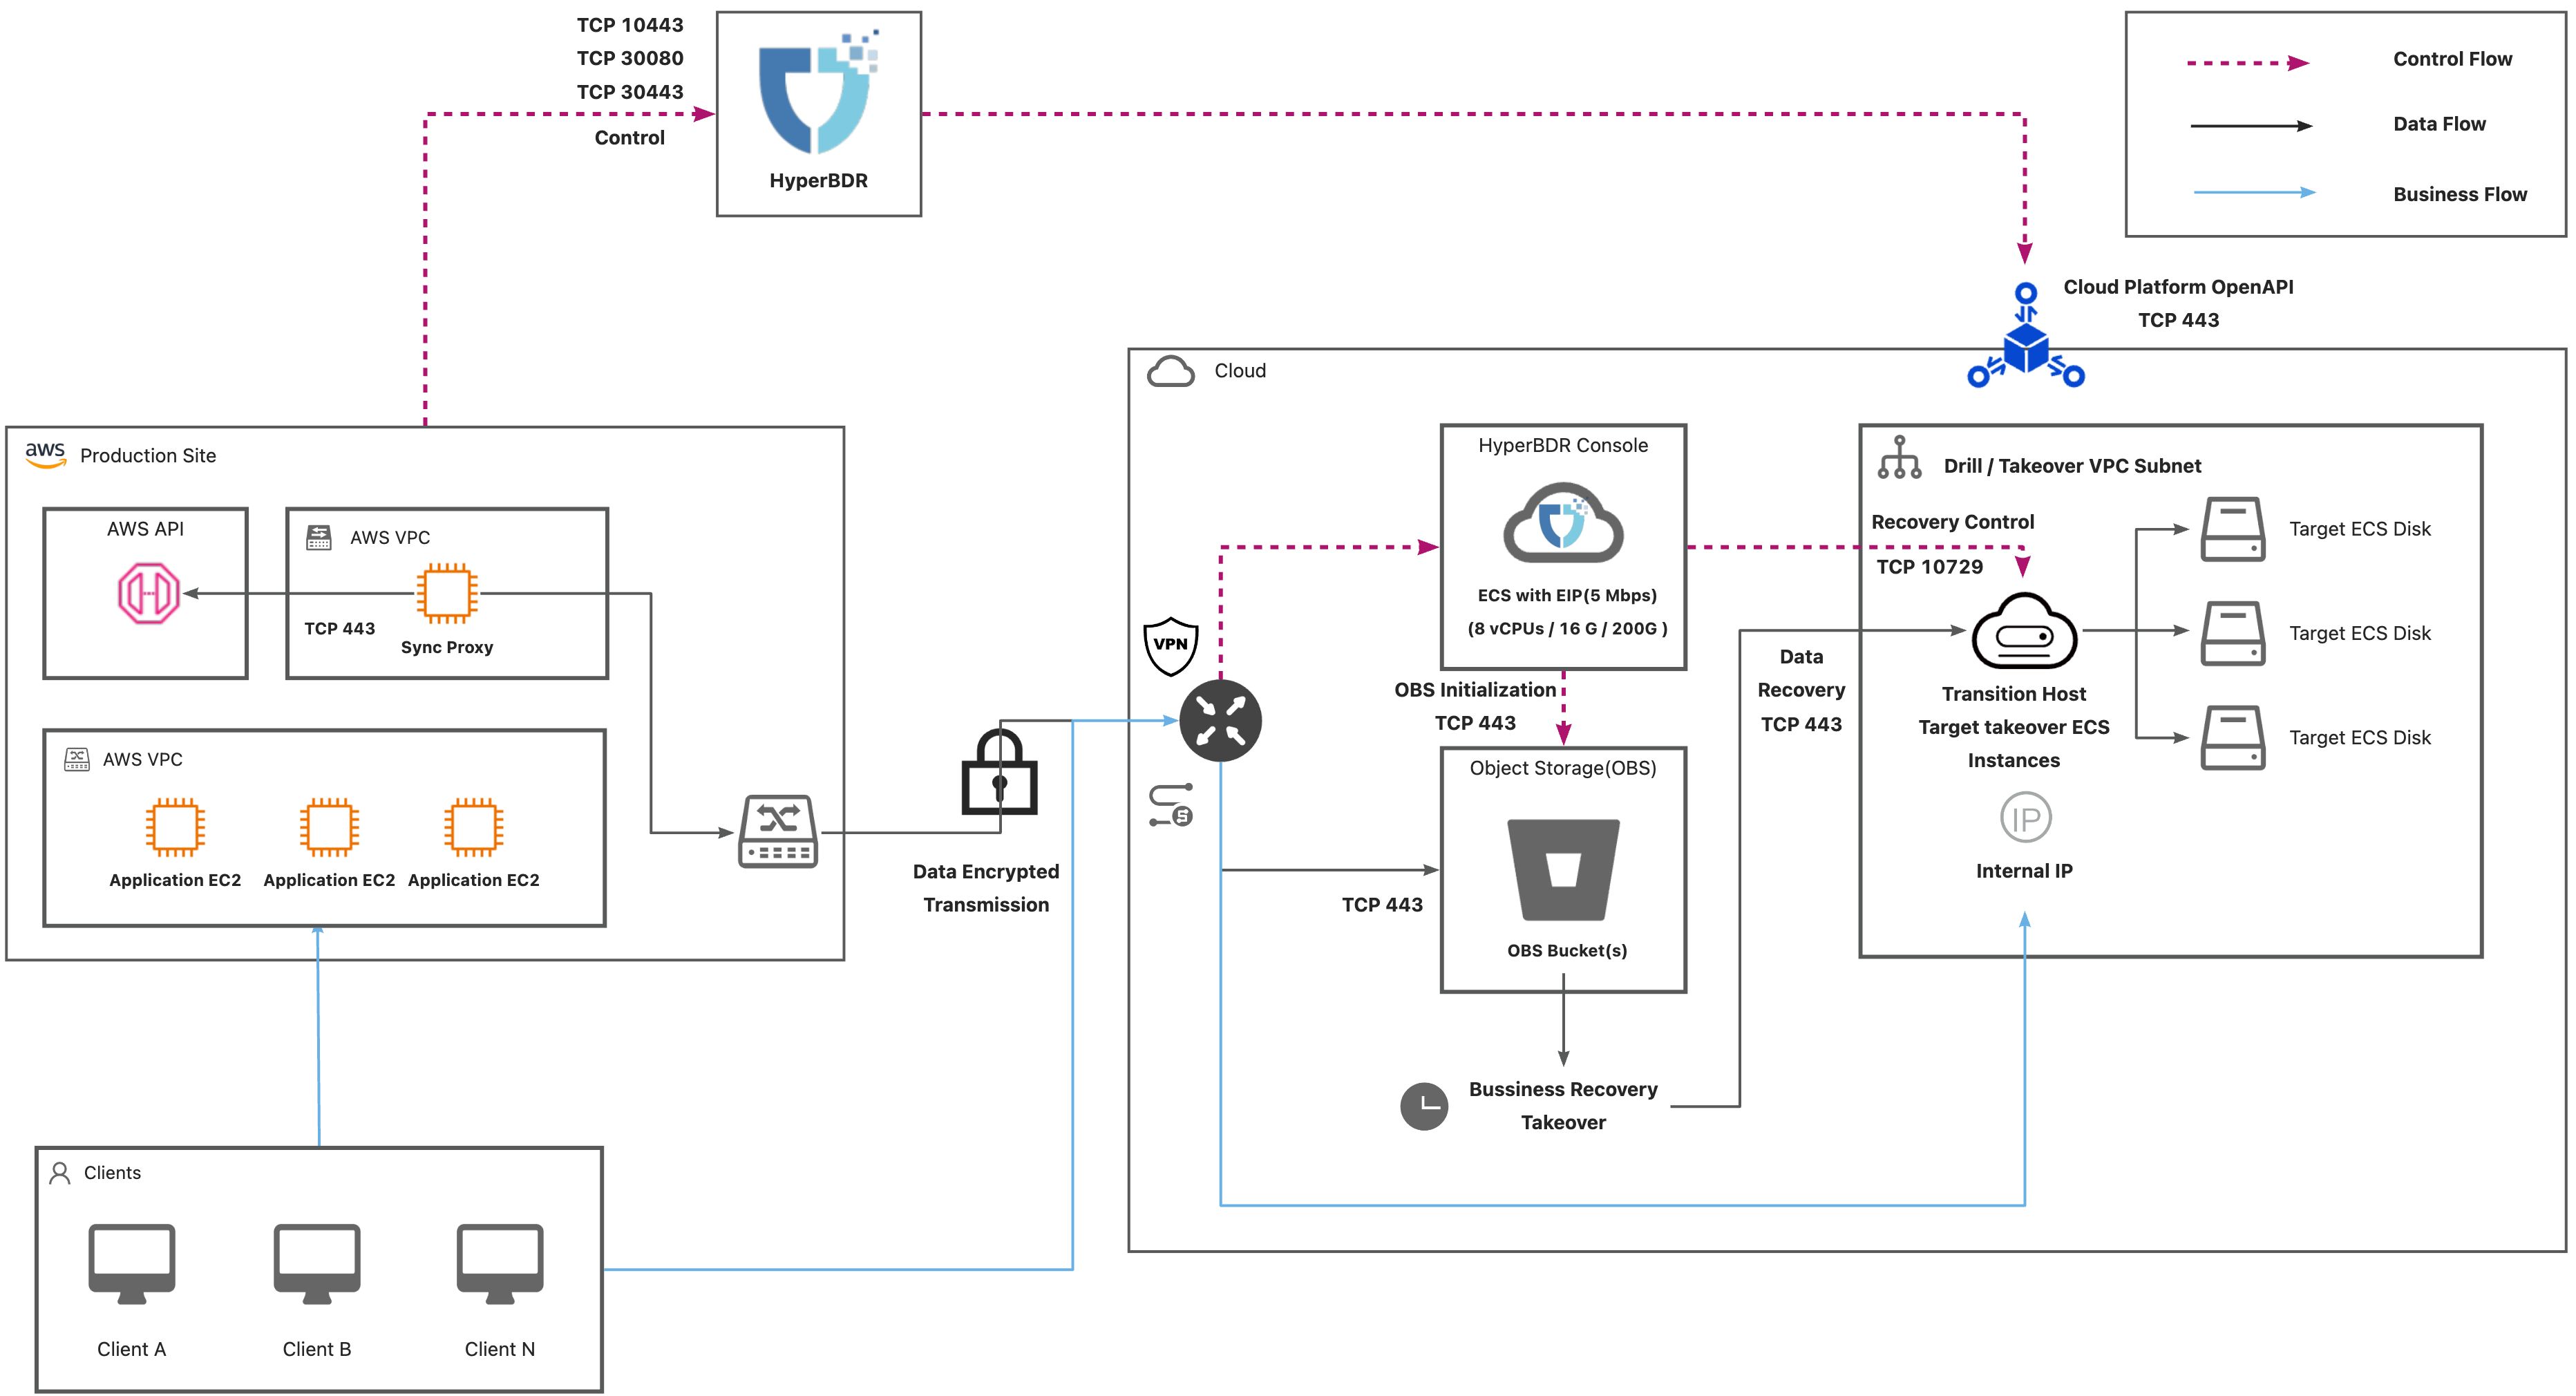 TCP 10443
TCP 30080
TCP 30443
Control
HyperBDR
Control Flow
Data Flow
Business Flow
Cloud Platform OpenAPI
TCP 443
Cloud
aws
Production Site
AWS API
AWS VPC
TCP 443
Sync Proxy
AWS VPC
Application EC2
Application EC2
Application EC2
Data Encrypted
Transmission
VPN
HyperBDR Console
ECS with EIP(5 Mbps)
(8 vCPUs / 16 G / 200G )
OBS Initialization
TCP 443
Object Storage(OBS)
TCP 443
OBS Bucket(s)
Bussiness Recovery
Takeover
Data
Recovery
TCP 443
Drill / Takeover VPC Subnet
Recovery Control
TCP 10729
Transition Host
Target takeover ECS
Instances
IP
Internal IP
Target ECS Disk
Target ECS Disk
Target ECS Disk
Clients
Client A
Client B
Client N